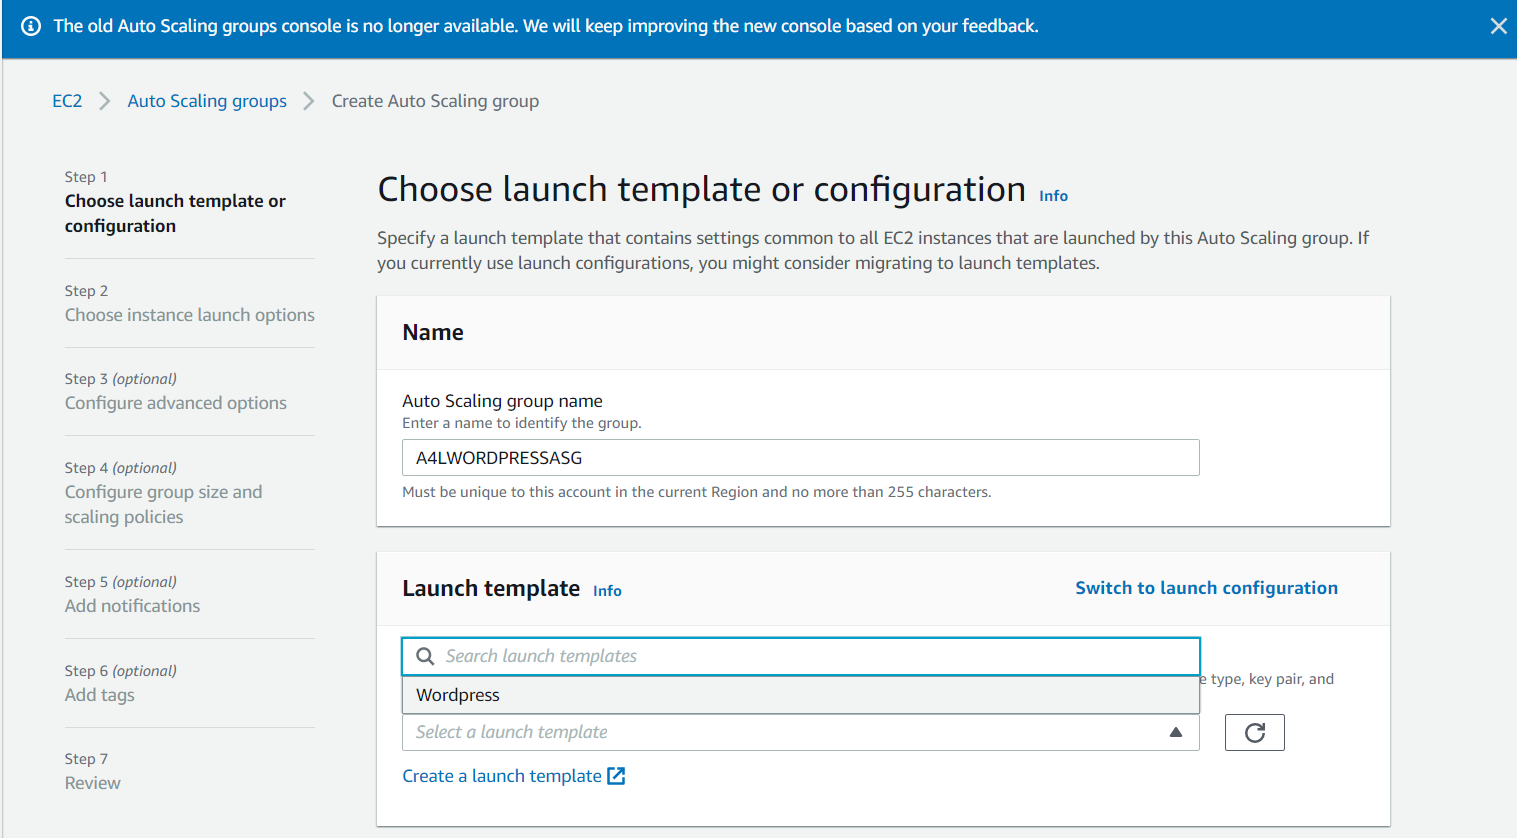 The old Auto Scaling groups console is no longer available. We will keep improving the new console based on your feedback.
EC2 > Auto Scaling groups > Create Auto Scaling group
Step 1
Choose launch template or
configuration
Step 2
Choose instance launch options
Step 3 (optional)
Configure advanced options
Step 4 (optional)
Configure group size and
scaling policies
Step 5 (optional)
Add notifications
Step 6 (optional)
Add tags
Step 7
Review
Choose launch template or configuration Info
Specify a launch template that contains settings common to all EC2 instances that are launched by this Auto Scaling group. If
you currently use launch configurations, you might consider migrating to launch templates.
Name
Auto Scaling group name
Enter a name to identify the group.
A4LWORDPRESSASG
Must be unique to this account in the current Region and no more than 255 characters.
Launch template Info
Switch to launch configuration
Search launch templates
e type, key pair, and
Wordpress
Select a launch template
Create a launch template